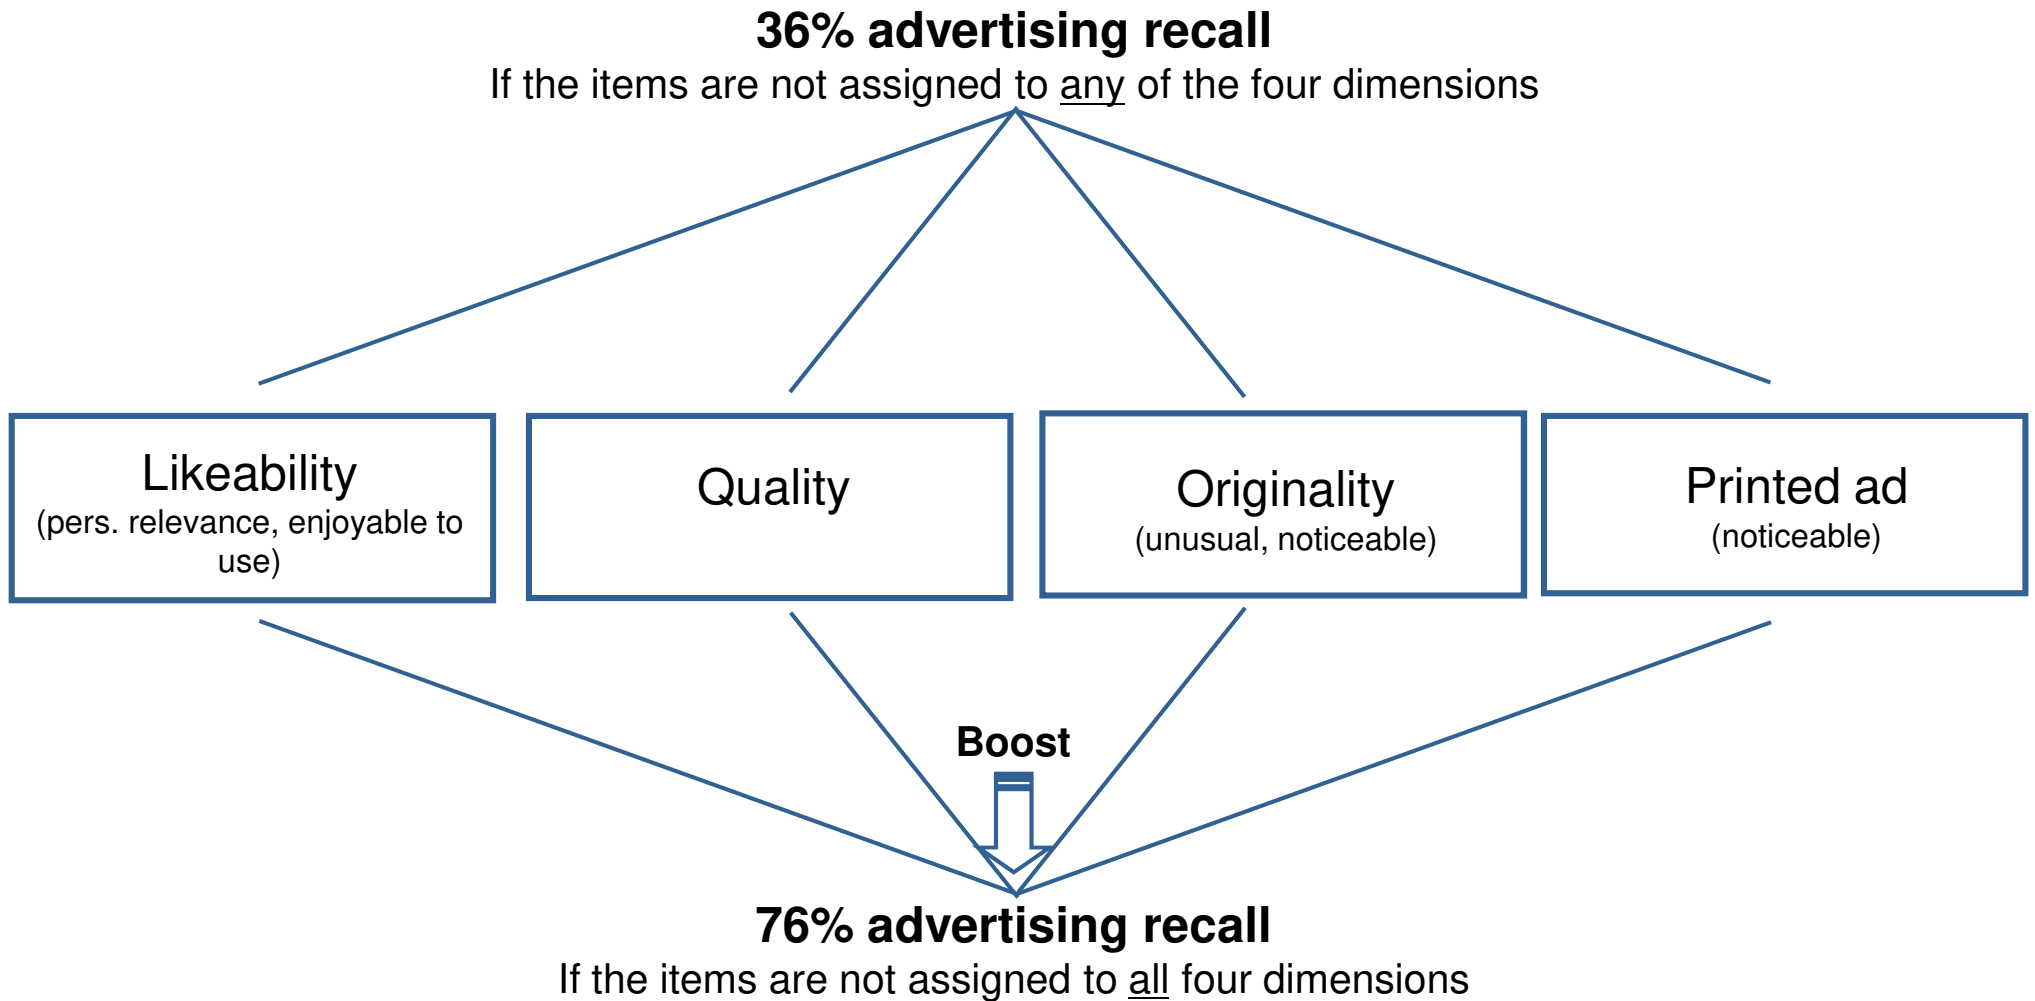 36% advertising recall
If the items are not assigned to any of the four dimensions
Likeability
(pers. relevance, enjoyable to
use)
Quality
Originality
(unusual, noticeable)
Printed ad
(noticeable)
Boost
76% advertising recall
If the items are not assigned to all four dimensions